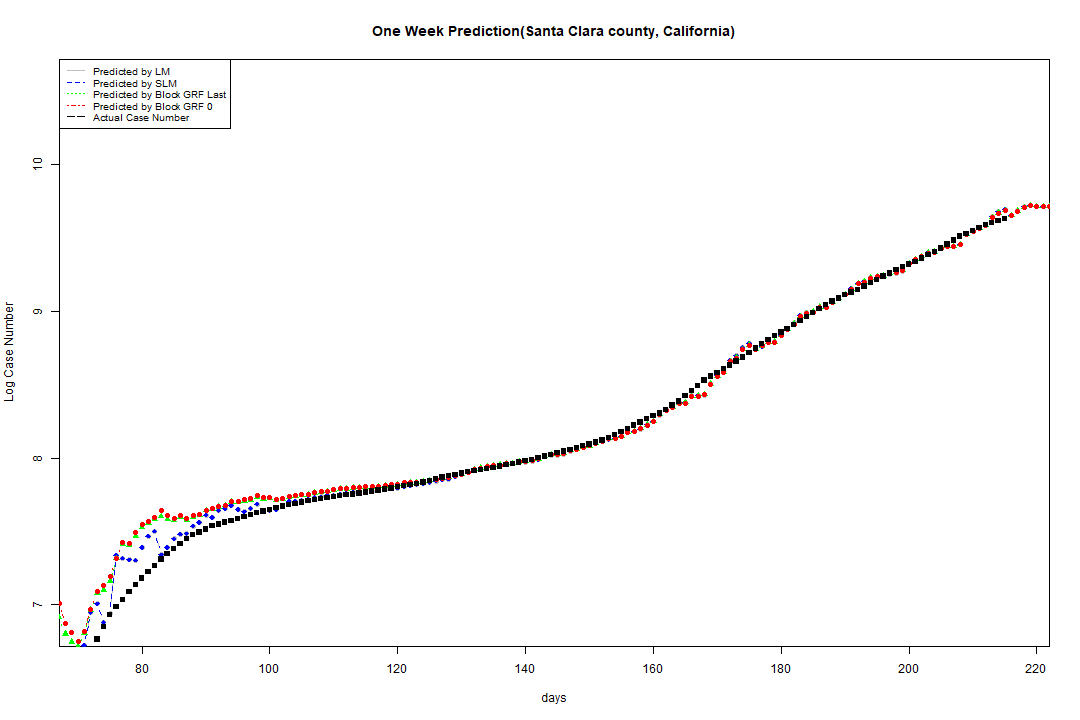 One Week Prediction(Santa Clara county, California)
Predicted by LM
Predicted by SLM
Predicted by Block GRF Last
Predicted by Block GRF 0
Actual Case Number
10
9
8
7
Log Case Number
80 100 120 140 160 180 200 220
days